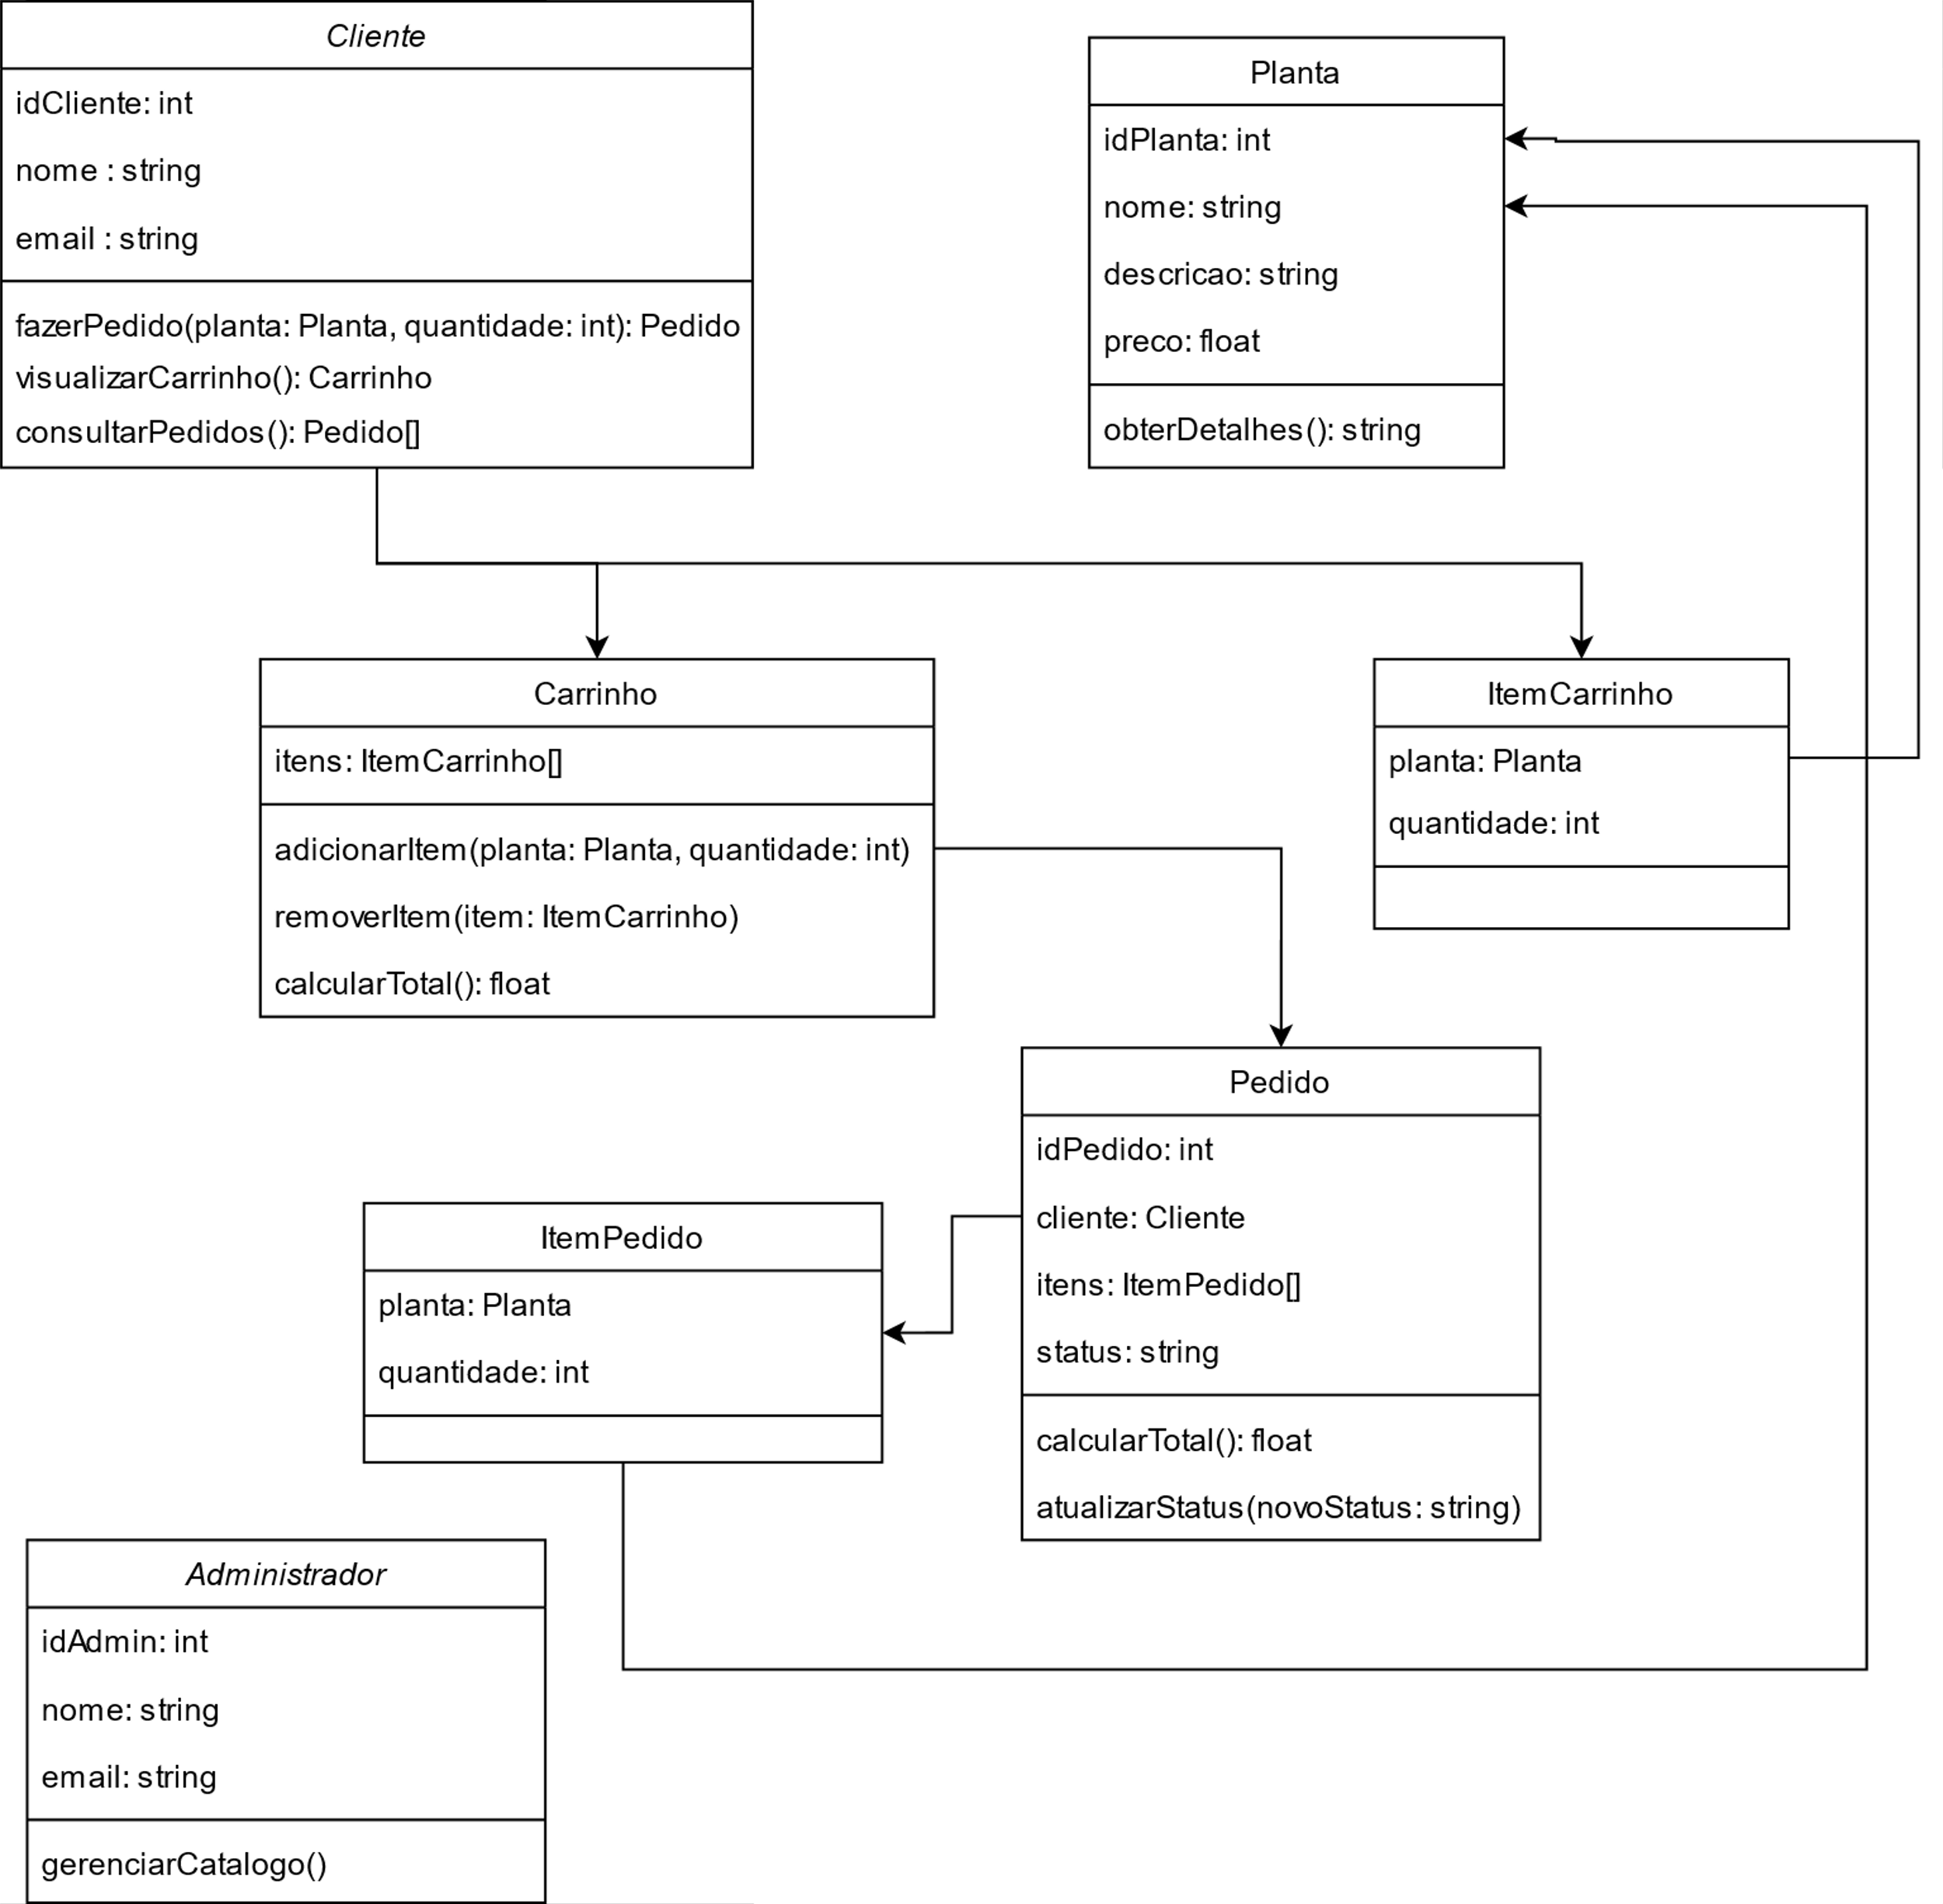 Cliente
idCliente: int
nome : string
email : string
fazerPedido(planta: Planta, quantidade: int): Pedido
visualizarCarrinho(): Carrinho
consultarPedidos(): Pedido[]
Planta
idPlanta: int
nome: string
descricao: string
preco: float
obterDetalhes(): string
Carrinho
itens: ItemCarrinho[]
adicionarItem(planta: Planta, quantidade: int)
removerItem(item: ItemCarrinho)
calcularTotal(): float
ItemCarrinho
planta: Planta
quantidade: int
Pedido
idPedido: int
cliente: Cliente
itens: ItemPedido[]
status: string
calcularTotal(): float
atualizarStatus(novoStatus: string)
ItemPedido
planta: Planta
quantidade: int
Administrador
idAdmin: int
nome: string
email: string
gerenciarCatalogo()